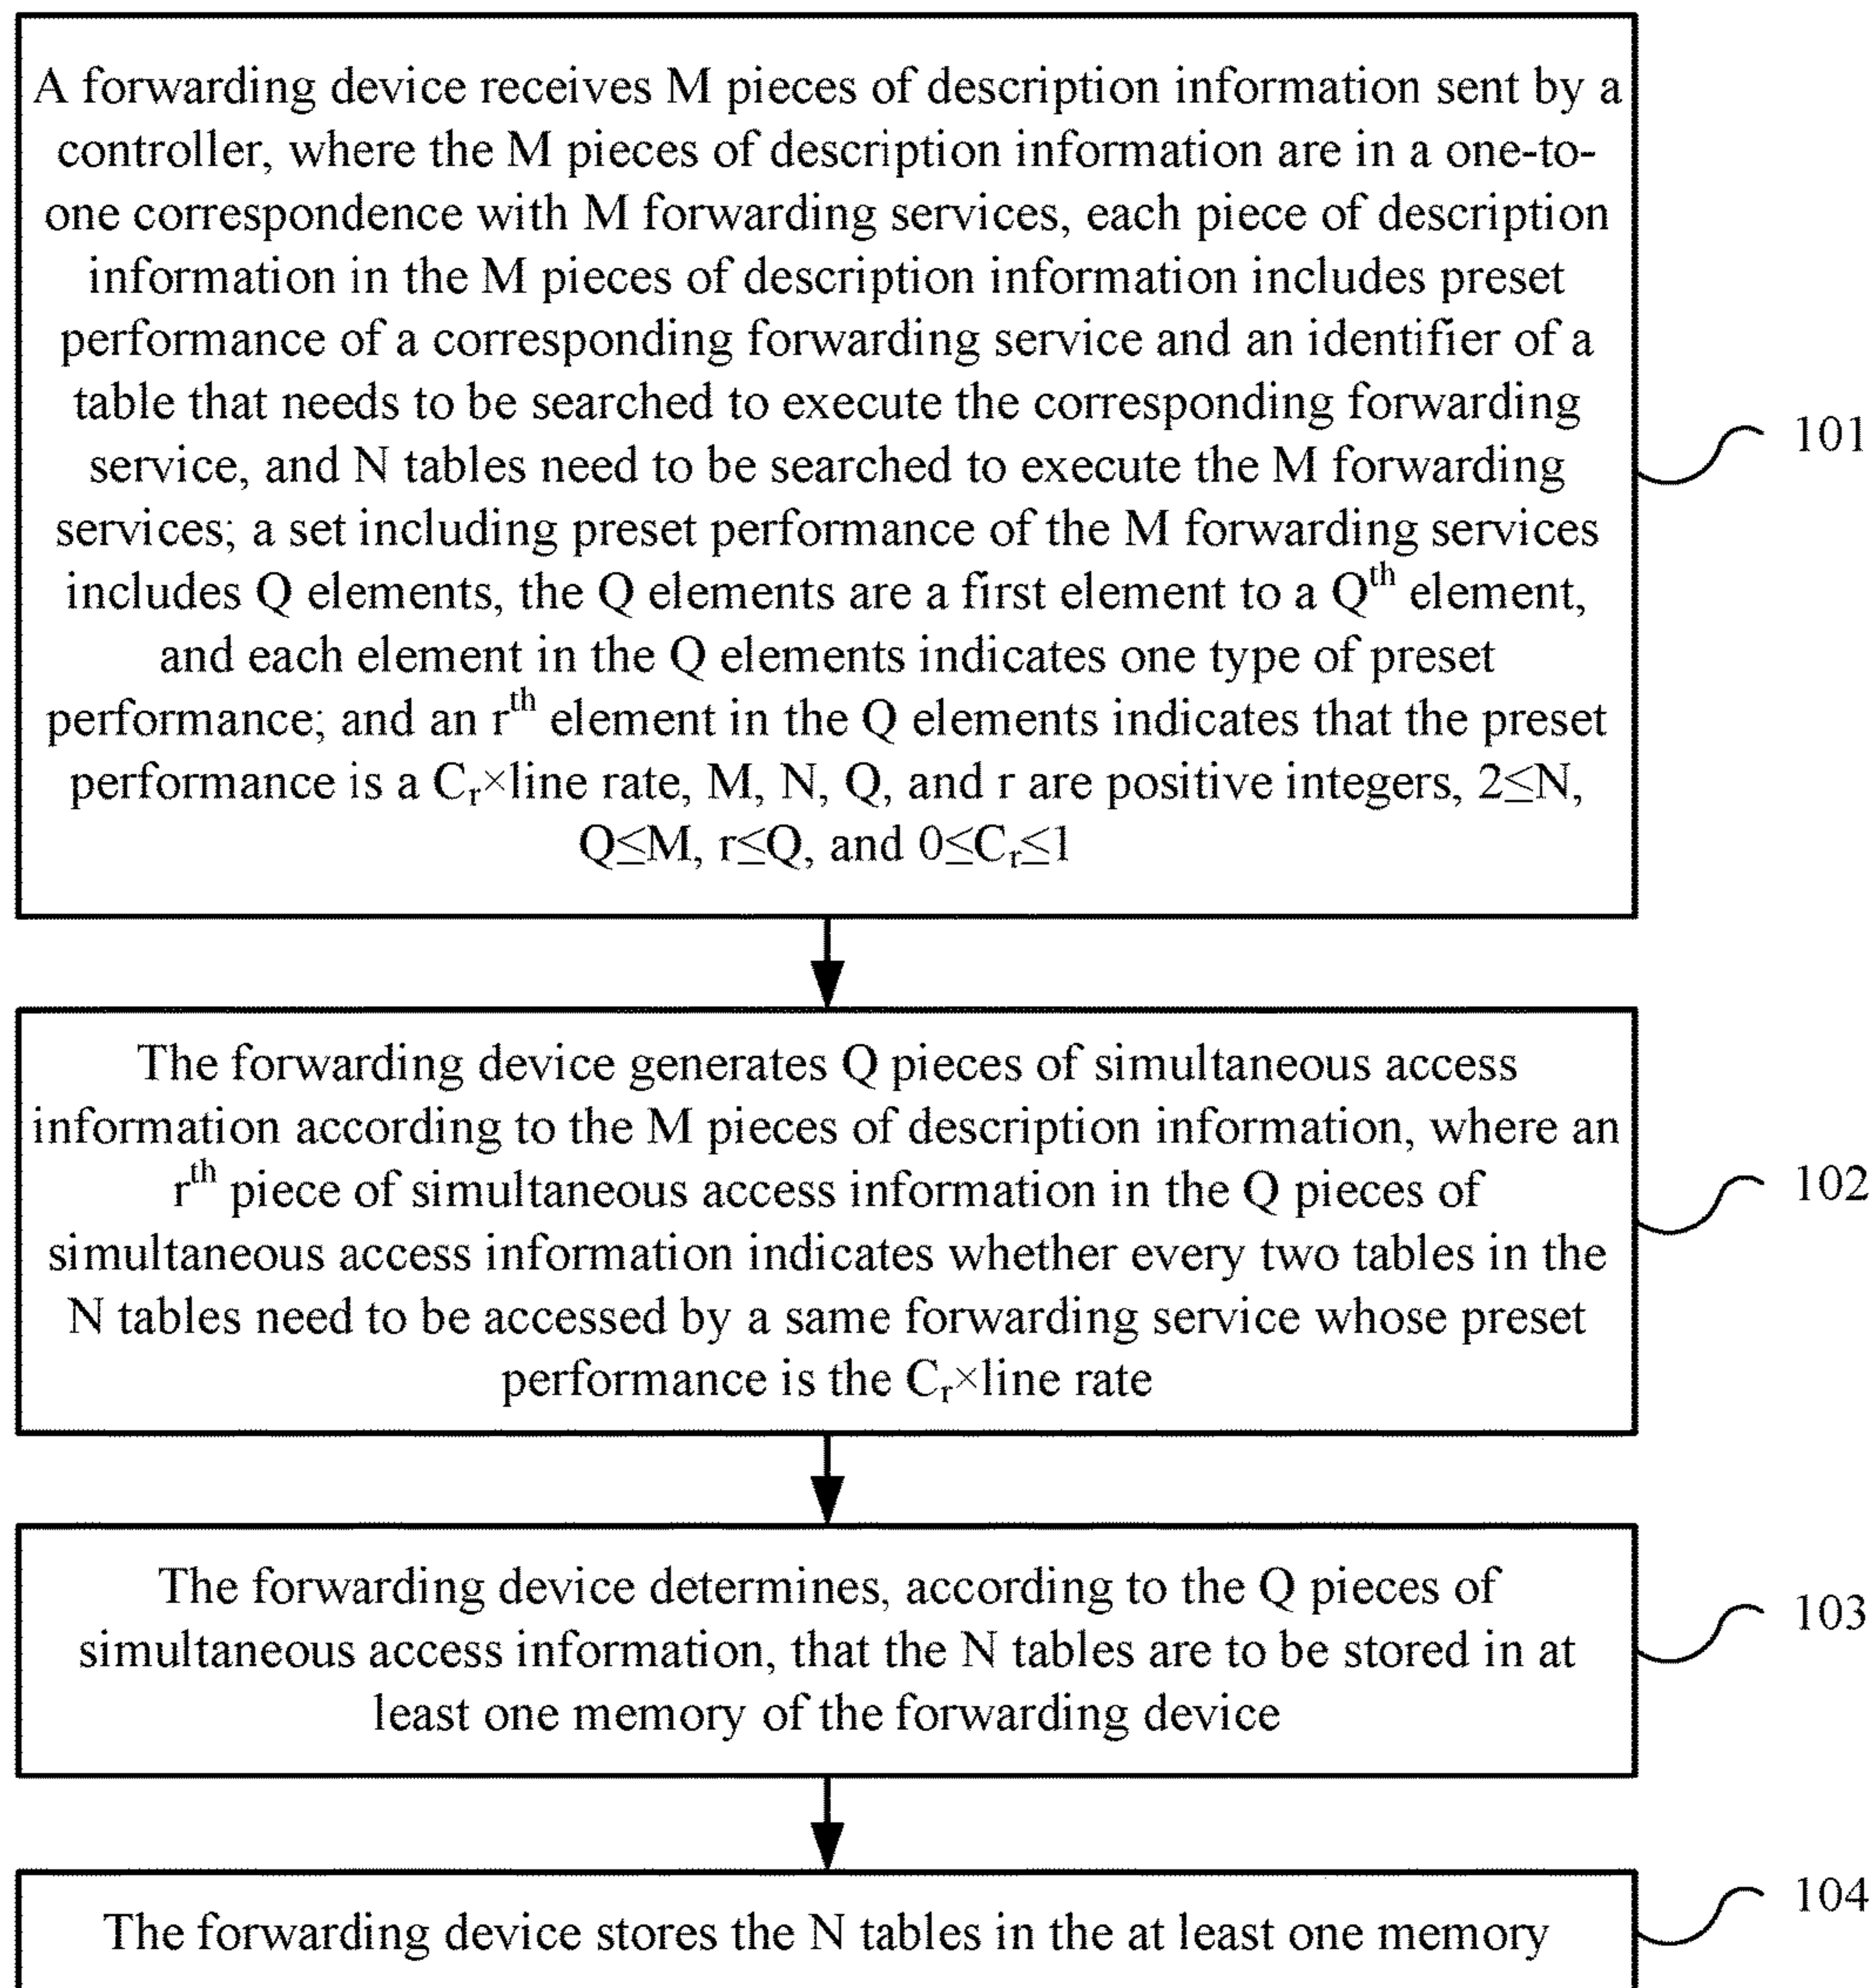 A forwarding device receives M pieces of description information sent by a
controller, where the M pieces of description information are in a one-to-
one correspondence with M forwarding services, each piece of description
information in the M pieces of description information includes preset
performance of a corresponding forwarding service and an identifier of a
table that needs to be searched to execute the corresponding forwarding
service, and N tables need to be searched to execute the M forwarding
services; a set including preset performance of the M forwarding services
includes Q elements, the Q elements are a first element to a Qth element,
and each element in the Q elements indicates one type of preset
performance; and an rth element in the Q elements indicates that the preset
performance is a Cr×line rate, M, N, Q, and r are positive integers, 2≤N,
Q≤M, r≤Q, and 0≤Cr≤1
101
The forwarding device generates Q pieces of simultaneous access
information according to the M pieces of description information, where an
rth piece of simultaneous access information in the Q pieces of
simultaneous access information indicates whether every two tables in the
N tables need to be accessed by a same forwarding service whose preset
performance is the Cr×line rate
102
The forwarding device determines, according to the Q pieces of
simultaneous access information, that the N tables are to be stored in at
least one memory of the forwarding device
103
The forwarding device stores the N tables in the at least one memory
104